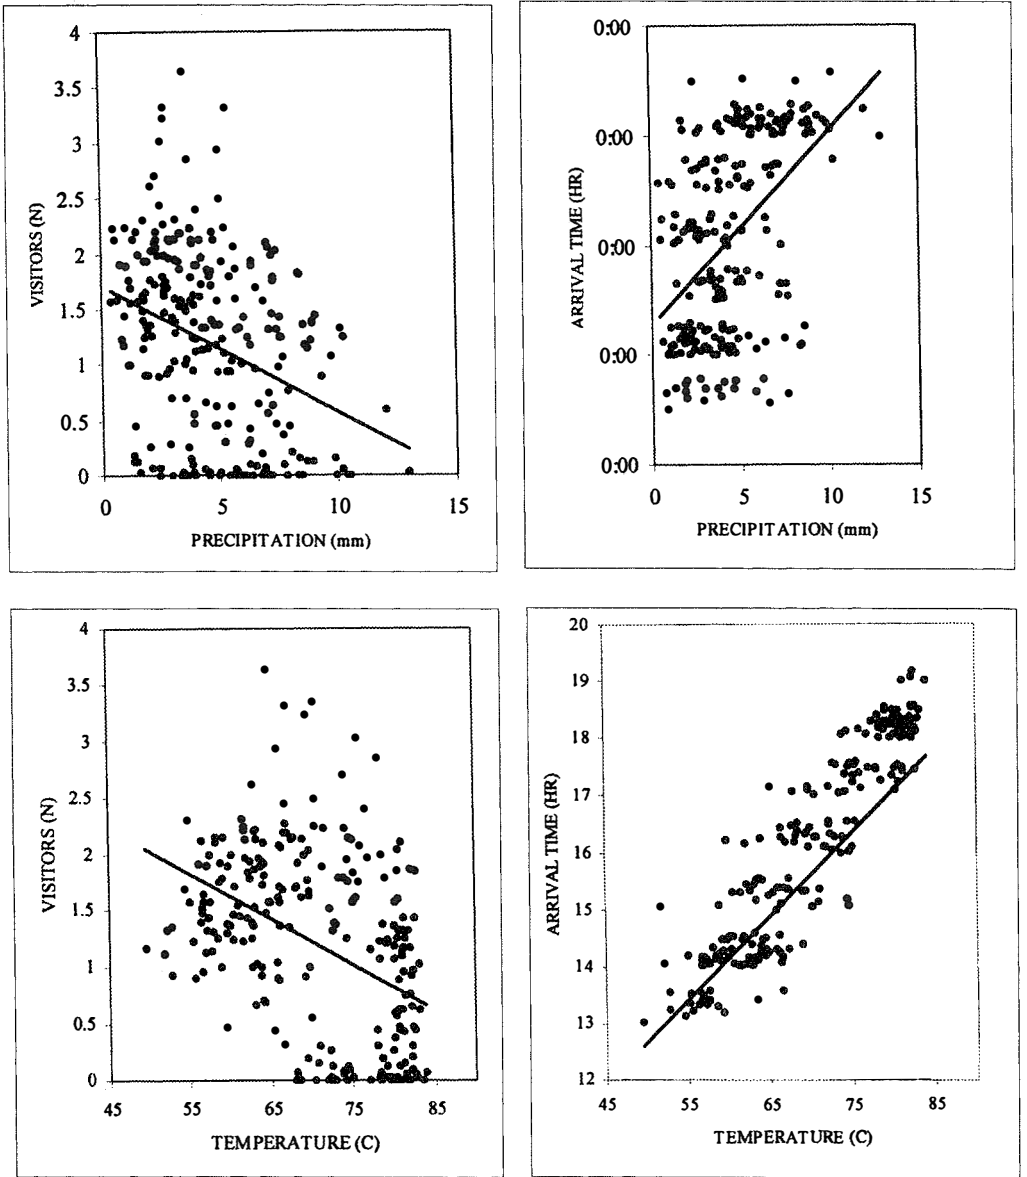 4
3.5
3
2.5
2
1.5
1
0.5
0
VISITORS (N)
0 5 10 15
PRECIPITATION (mm)
0:00
0:00
0:00
0:00
0:00
ARRIVAL TIME (HR)
0 5 10 15
PRECIPITATION (mm)
4
3.5
3
2.5
2
1.5
1
0.5
0
VISITORS (N)
45 55 65 75 85
TEMPERATURE (C)
20
19
18
17
16
15
14
13
12
ARRIVAL TIME (HR)
45 55 65 75 85
TEMPERATURE (C)